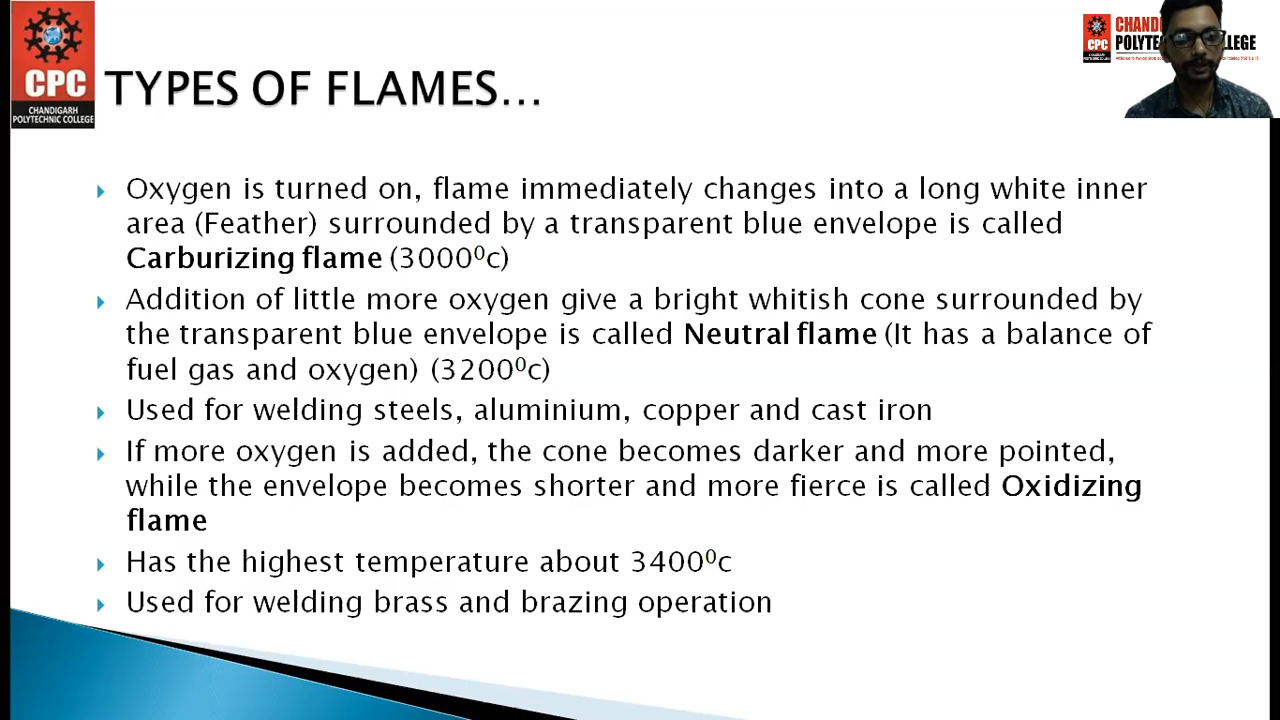 CPC
CHANDIGARH
POLYTECHNIC COLLEGE
TYPES OF FLAMES...
CPC
CHAND
POLYTE LLEGE
Oxygen is turned on, flame immediately changes into a long white inner
area (Feather) surrounded by a transparent blue envelope is called
Carburizing flame (3000⁰c)
Addition of little more oxygen give a bright whitish cone surrounded by
the transparent blue envelope is called Neutral flame (It has a balance of
fuel gas and oxygen) (3200⁰c)
Used for welding steels, aluminium, copper and cast iron
If more oxygen is added, the cone becomes darker and more pointed,
while the envelope becomes shorter and more fierce is called Oxidizing
flame
Has the highest temperature about 3400⁰c
Used for welding brass and brazing operation